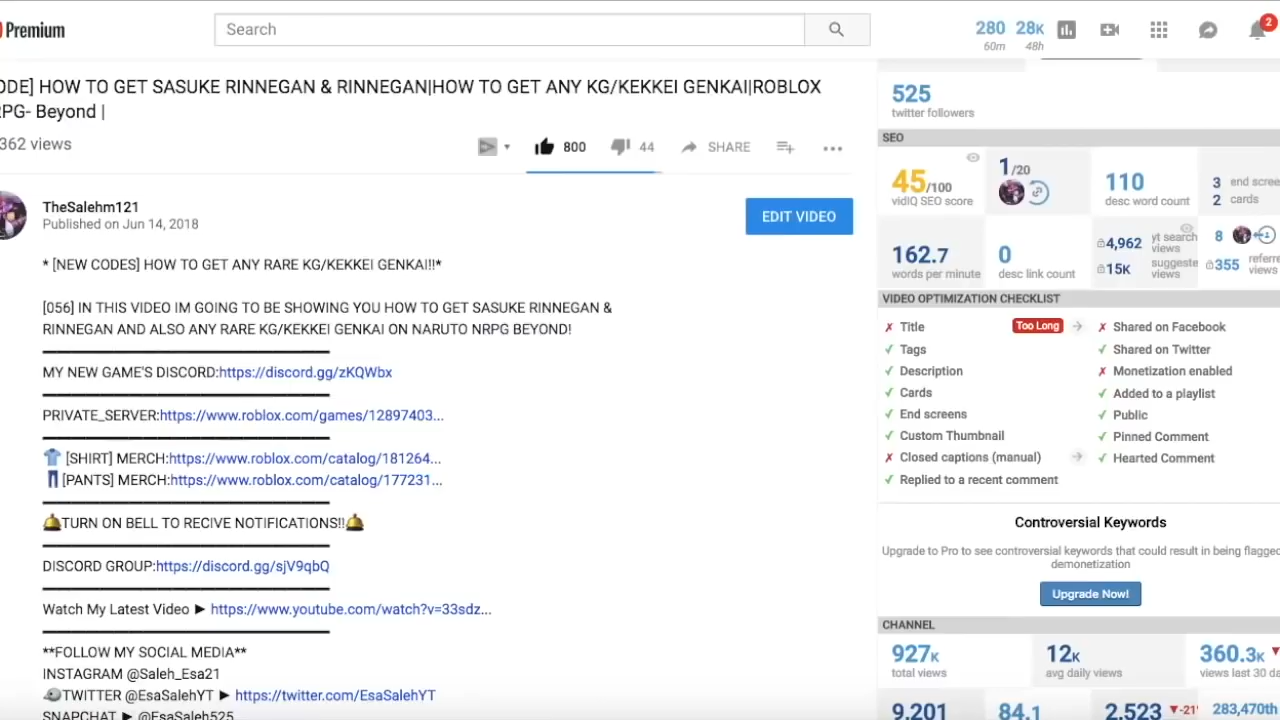 Premium
Search
280
60m
28K
48h
2
ODE] HOW TO GET SASUKE RINNEGAN & RINNEGAN|HOW TO GET ANY KG/KEKKEI GENKAI|ROBLOX
RPG- Beyond |
362 views
800
44
SHARE
TheSalehm121
Published on Jun 14, 2018
EDIT VIDEO
* [NEW CODES] HOW TO GET ANY RARE KG/KEKKEI GENKAI!!*
[056] IN THIS VIDEO IM GOING TO BE SHOWING YOU HOW TO GET SASUKE RINNEGAN &
RINNEGAN AND ALSO ANY RARE KG/KEKKEI GENKAI ON NARUTO NRPG BEYOND!
MY NEW GAME'S DISCORD:https://discord.gg/zKQWbx
PRIVATE_SERVER:https://www.roblox.com/games/12897403...
[SHIRT] MERCH:https://www.roblox.com/catalog/181264...
[PANTS] MERCH:https://www.roblox.com/catalog/177231...
TURN ON BELL TO RECIVE NOTIFICATIONS!!
DISCORD GROUP:https://discord.gg/sjV9qbQ
Watch My Latest Video ► https://www.youtube.com/watch?v=33sdz...
**FOLLOW MY SOCIAL MEDIA**
INSTAGRAM @Saleh_Esa21
TWITTER @EsaSalehYT ► https://twitter.com/EsaSalehYT
SNAPCHAT ► @EsaSaleh525
525
twitter followers
SEO
45/100
vidIQ SEO score
1/20
110
desc word count
3 end scree
2 cards
162.7
words per minute
0
desc link count
4,962 yt search views
15K suggeste views
8
355 referre views
VIDEO OPTIMIZATION CHECKLIST
✗ Title Too Long
✓ Tags
✓ Description
✓ Cards
✓ End screens
✓ Custom Thumbnail
✗ Closed captions (manual)
✓ Replied to a recent comment
✗ Shared on Facebook
✓ Shared on Twitter
✗ Monetization enabled
✓ Added to a playlist
✓ Public
✓ Pinned Comment
✓ Hearted Comment
Controversial Keywords
Upgrade to Pro to see controversial keywords that could result in being flagged
demonetization
Upgrade Now!
CHANNEL
927K
total views
12K
avg daily views
360.3K ▼
views last 30 da
9,201
84.1
2,523 ▼-21
283,470th